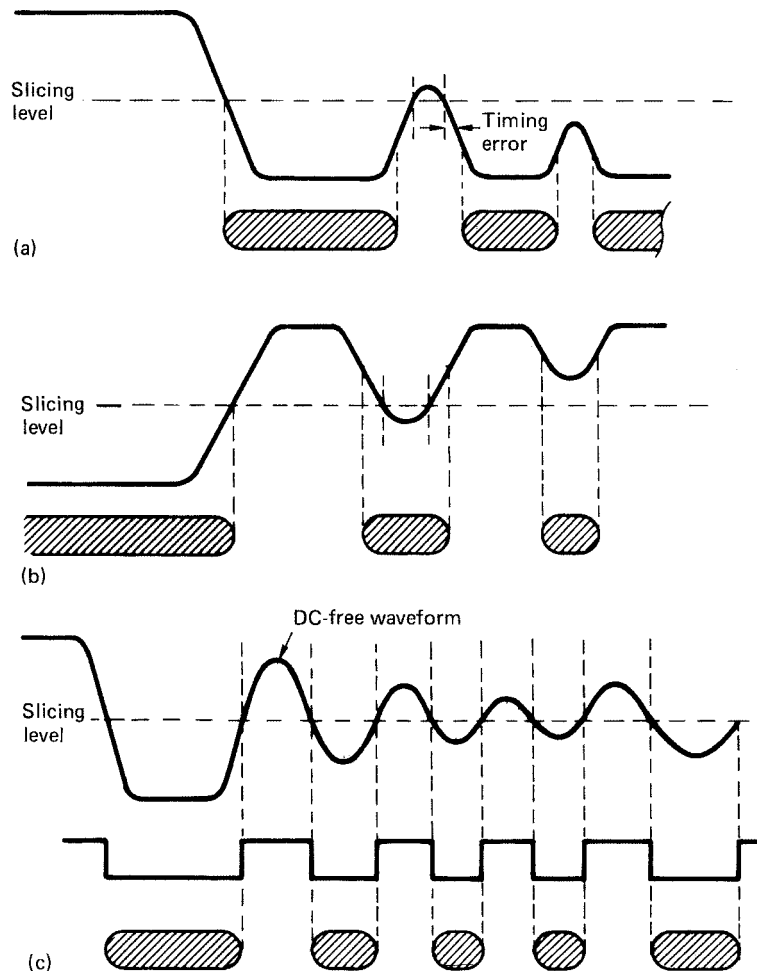 Slicing
level
Timing
error
(a)
Slicing
level
(b)
DC-free waveform
Slicing
level
(c)